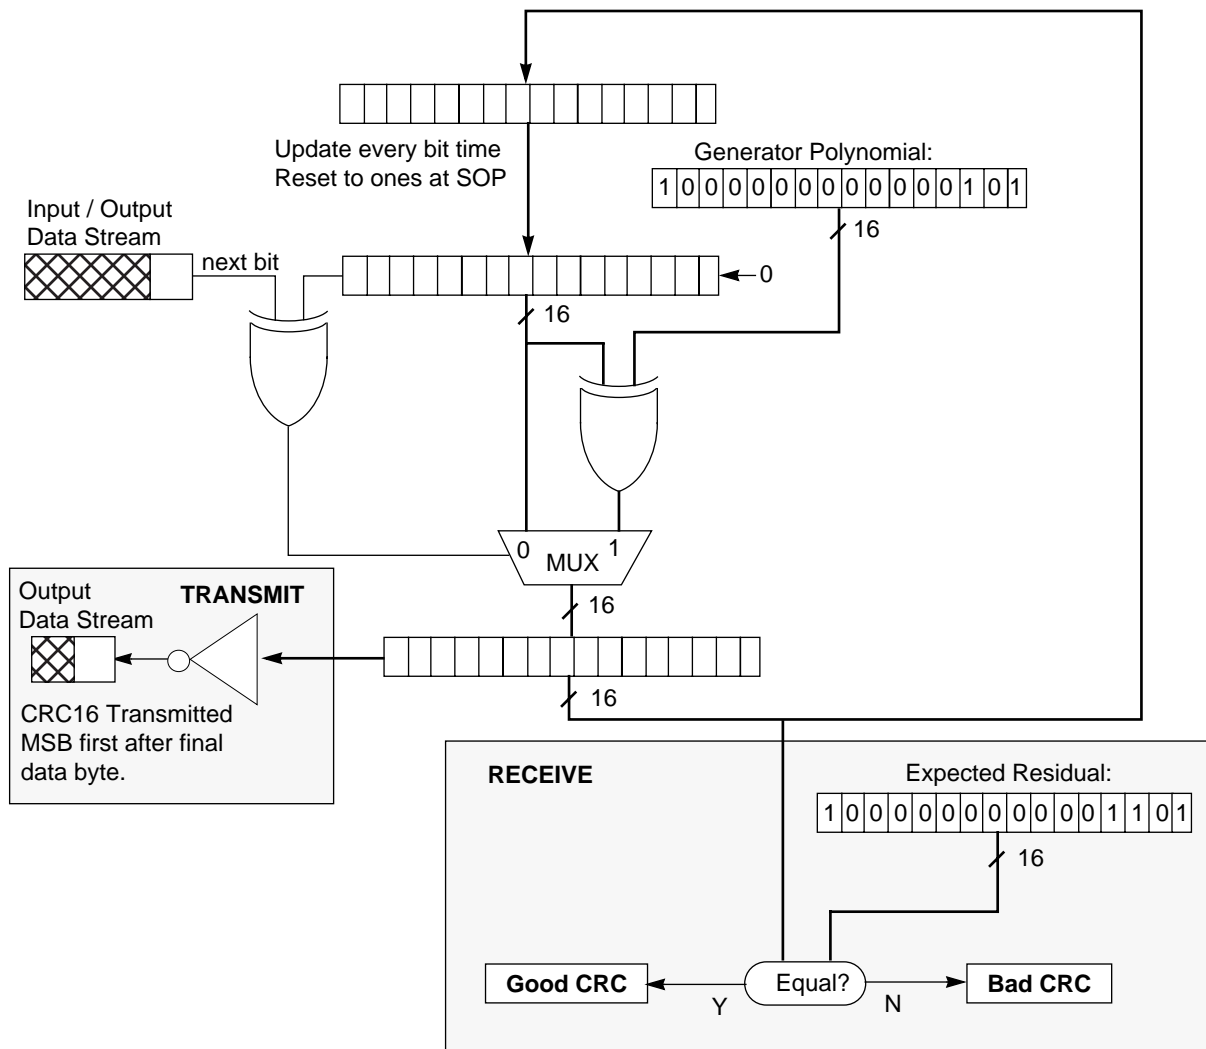 Update every bit time
Reset to ones at SOP
Generator Polynomial:
1 0 0 0 0 0 0 0 0 0 0 0 0 1 0 1
16
Input / Output
Data Stream
next bit
0
16
0
1
MUX
16
Output
Data Stream
TRANSMIT
CRC16 Transmitted
MSB first after final
data byte.
16
RECEIVE
Expected Residual:
1 0 0 0 0 0 0 0 0 0 0 0 1 1 0 1
16
Good CRC
Y
Equal?
N
Bad CRC